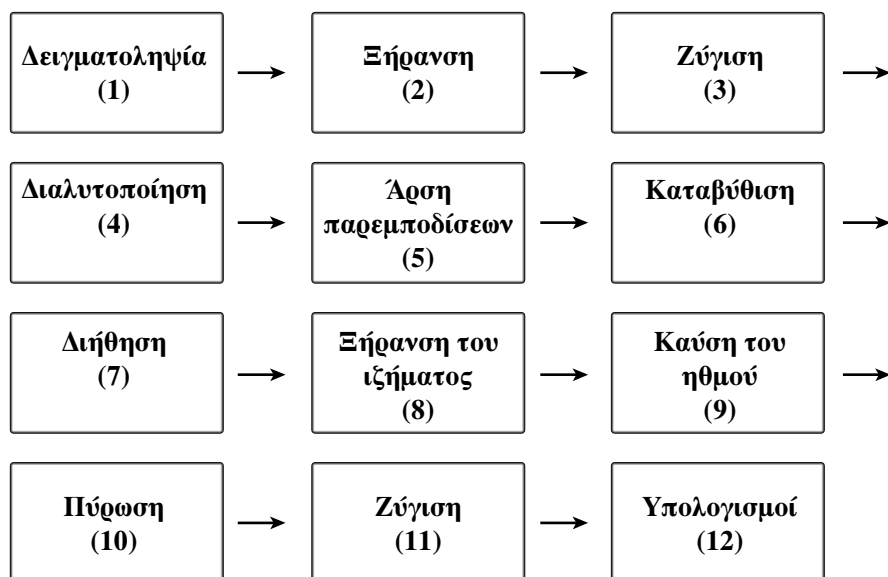 Δειγματοληψία
(1)
Ξήρανση
(2)
Ζύγιση
(3)
Διαλυτοποίηση
(4)
Άρση
παρεμποδίσεων
(5)
Καταβύθιση
(6)
Διήθηση
(7)
Ξήρανση του
ιζήματος
(8)
Καύση του
ηθμού
(9)
Πύρωση
(10)
Ζύγιση
(11)
Υπολογισμοί
(12)